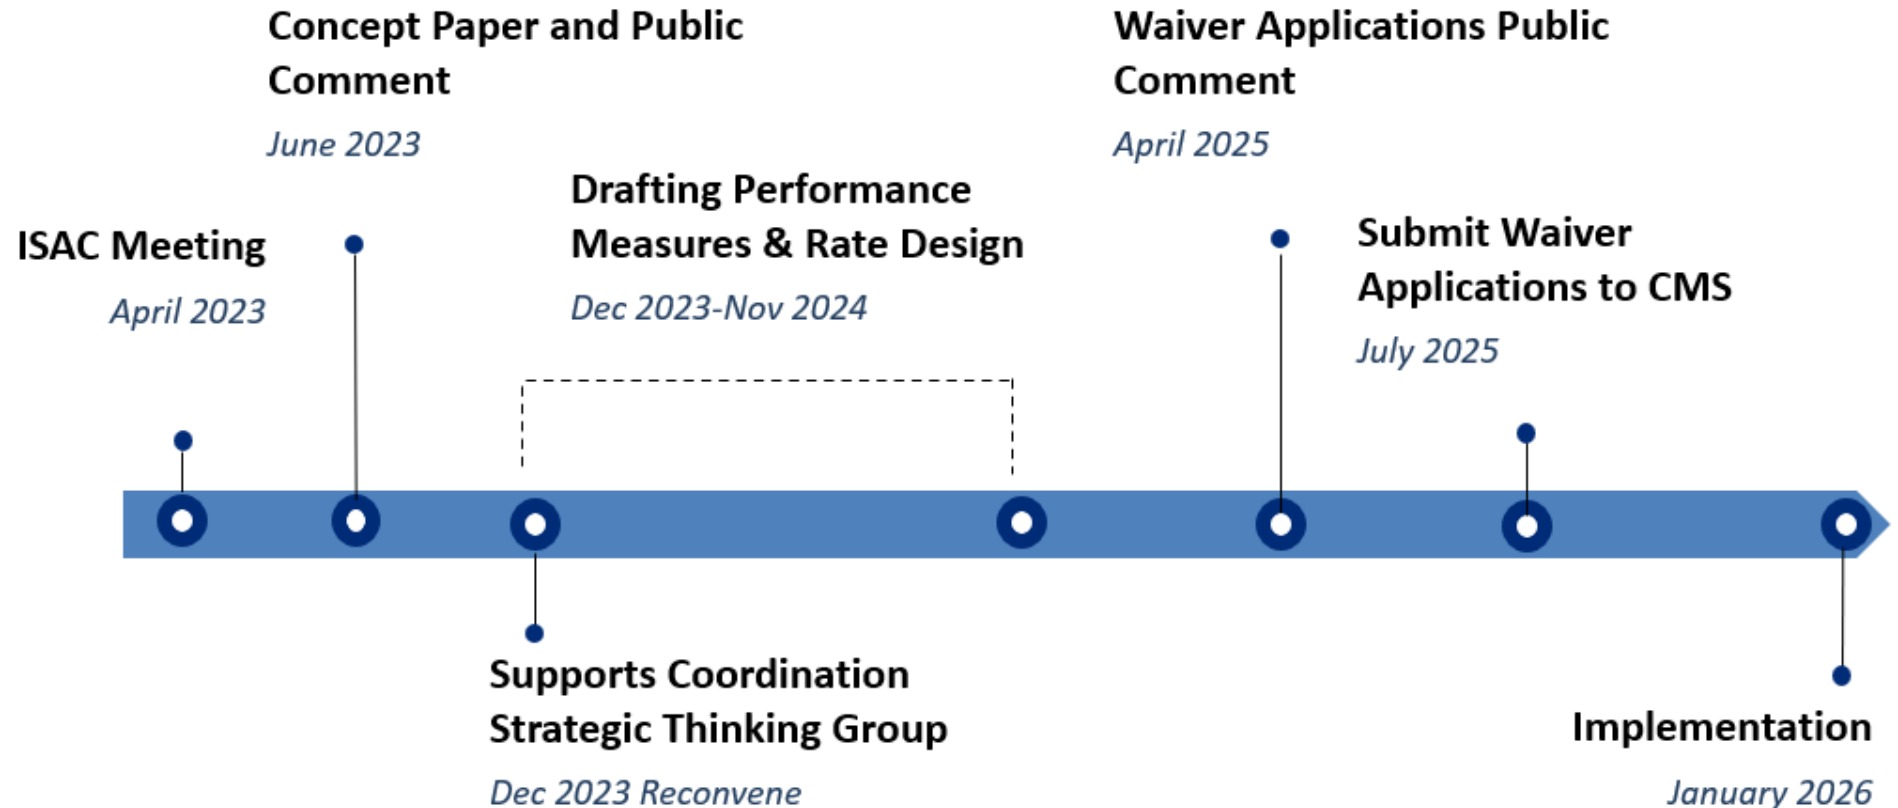 Concept Paper and Public
Comment
June 2023
Waiver Applications Public
Comment
April 2025
ISAC Meeting
April 2023
Drafting Performance
Measures & Rate Design
Dec 2023-Nov 2024
Submit Waiver
Applications to CMS
July 2025
Supports Coordination
Strategic Thinking Group
Dec 2023 Reconvene
Implementation
January 2026